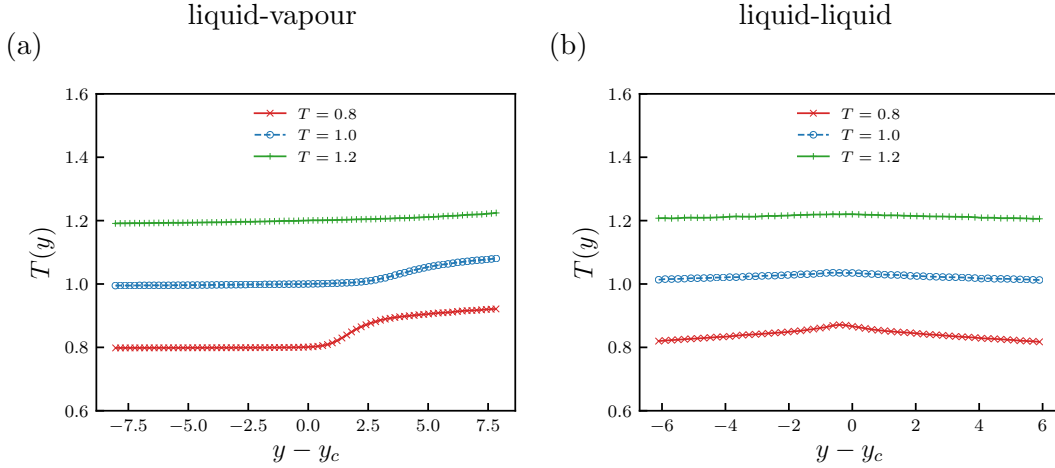 liquid-vapour
(a)
T(y)
1.6
1.4
1.2
1.0
0.8
0.6
T = 0.8
T = 1.0
T = 1.2
−7.5 −5.0 −2.5 0.0 2.5 5.0 7.5
y − y_c
liquid-liquid
(b)
T(y)
1.6
1.4
1.2
1.0
0.8
0.6
T = 0.8
T = 1.0
T = 1.2
−6 −4 −2 0 2 4 6
y − y_c